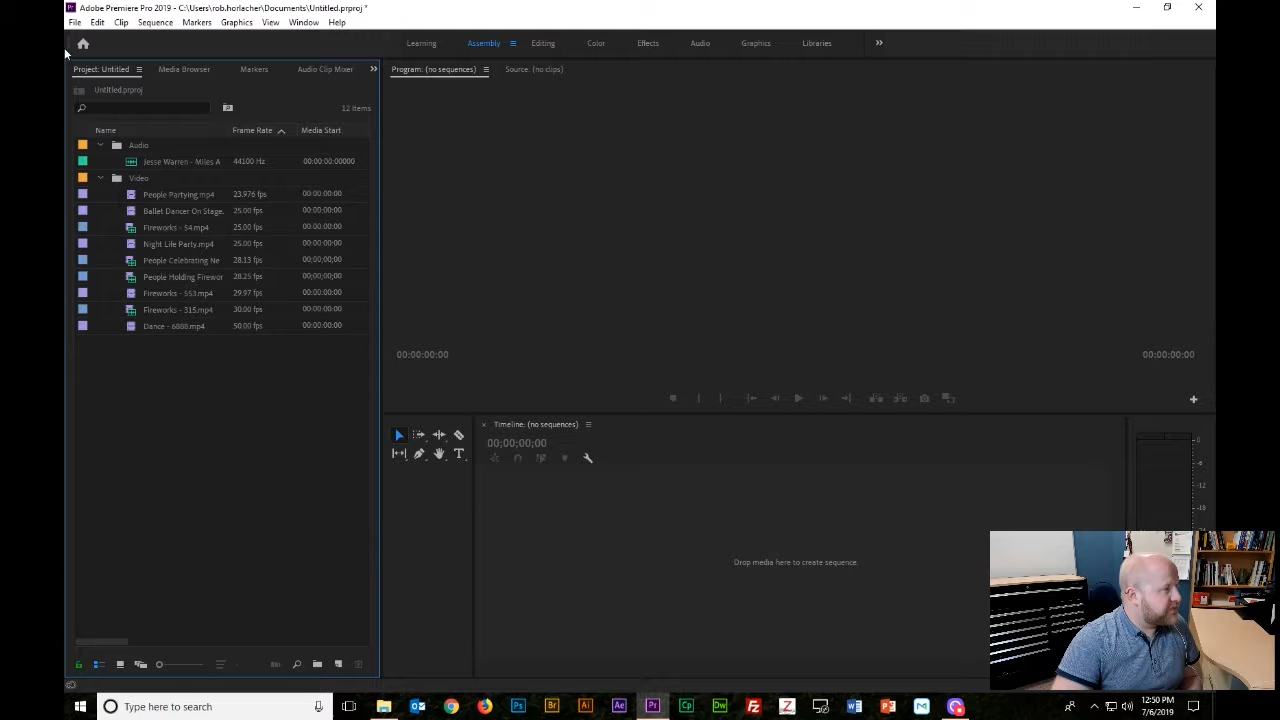 Adobe Premiere Pro 2019 - C:\Users\rob.horlacher\Documents\Untitled.prproj *
File Edit Clip Sequence Markers Graphics View Window Help
Learning Assembly Editing Color Effects Audio Graphics Libraries
Project: Untitled Media Browser Markers Audio Clip Mixer
Program: (no sequences) Source: (no clips)
Untitled.prproj
12 Items
Name Frame Rate Media Start
Audio
Jesse Warren - Miles A 44100 Hz 00:00:00:00000
Video
People Partying.mp4 23.976 fps 00:00:00:00
Ballet Dancer On Stage. 25.00 fps 00:00:00:00
Fireworks - 54.mp4 25.00 fps 00:00:00:00
Night Life Party.mp4 25.00 fps 00:00:00:00
People Celebrating Ne 28.13 fps 00;00;00;00
People Holding Firewor 28.25 fps 00;00;00;00
Fireworks - 553.mp4 29.97 fps 00:00:00:00
Fireworks - 315.mp4 30.00 fps 00:00:00:00
Dance - 6888.mp4 50.00 fps 00:00:00:00
00:00:00:00 00:00:00:00
Timeline: (no sequences)
00;00;00;00
0
-6
-12
-18
Drop media here to create sequence.
Type here to search
12:50 PM
7/6/2019